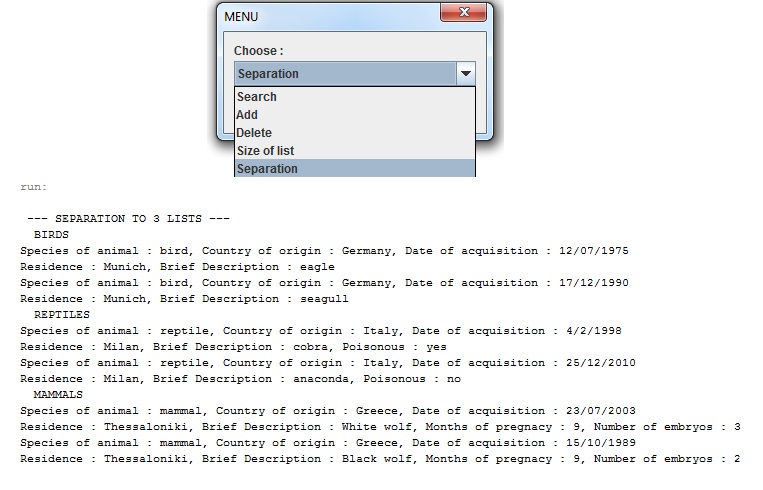 MENU
Choose :
Separation
Search
Add
Delete
Size of list
Separation
run:
--- SEPARATION TO 3 LISTS ---
BIRDS
Species of animal : bird, Country of origin : Germany, Date of acquisition : 12/07/1975
Residence : Munich, Brief Description : eagle
Species of animal : bird, Country of origin : Germany, Date of acquisition : 17/12/1990
Residence : Munich, Brief Description : seagull
REPTILES
Species of animal : reptile, Country of origin : Italy, Date of acquisition : 4/2/1998
Residence : Milan, Brief Description : cobra, Poisonous : yes
Species of animal : reptile, Country of origin : Italy, Date of acquisition : 25/12/2010
Residence : Milan, Brief Description : anaconda, Poisonous : no
MAMMALS
Species of animal : mammal, Country of origin : Greece, Date of acquisition : 23/07/2003
Residence : Thessaloniki, Brief Description : White wolf, Months of pregnacy : 9, Number of embryos : 3
Species of animal : mammal, Country of origin : Greece, Date of acquisition : 15/10/1989
Residence : Thessaloniki, Brief Description : Black wolf, Months of pregnacy : 9, Number of embryos : 2